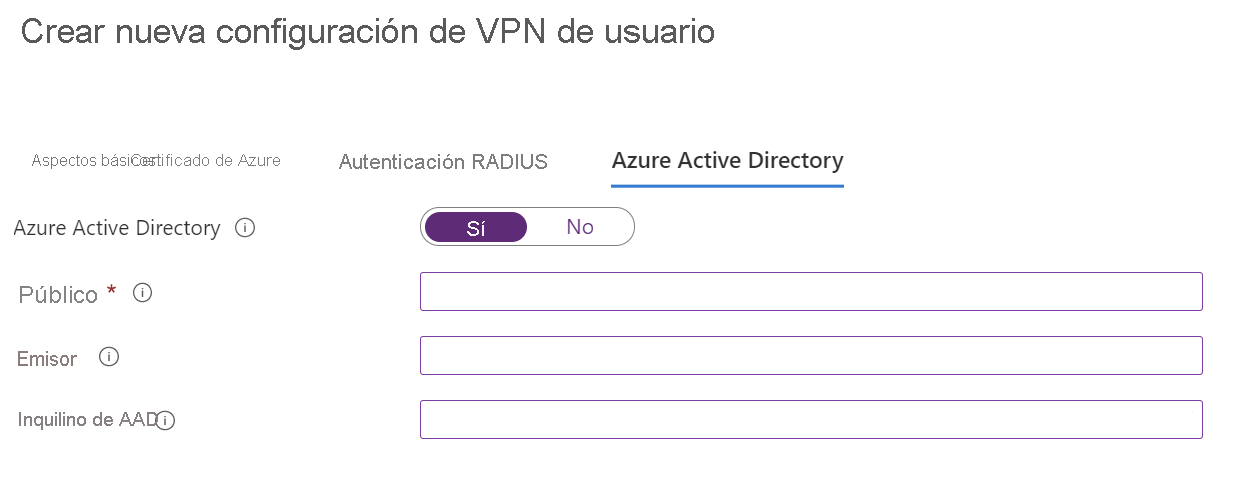 Crear nueva configuración de VPN de usuario
Aspectos básicos Certificado de Azure Autenticación RADIUS Azure Active Directory
Azure Active Directory Sí No
Público *
Emisor
Inquilino de AAD